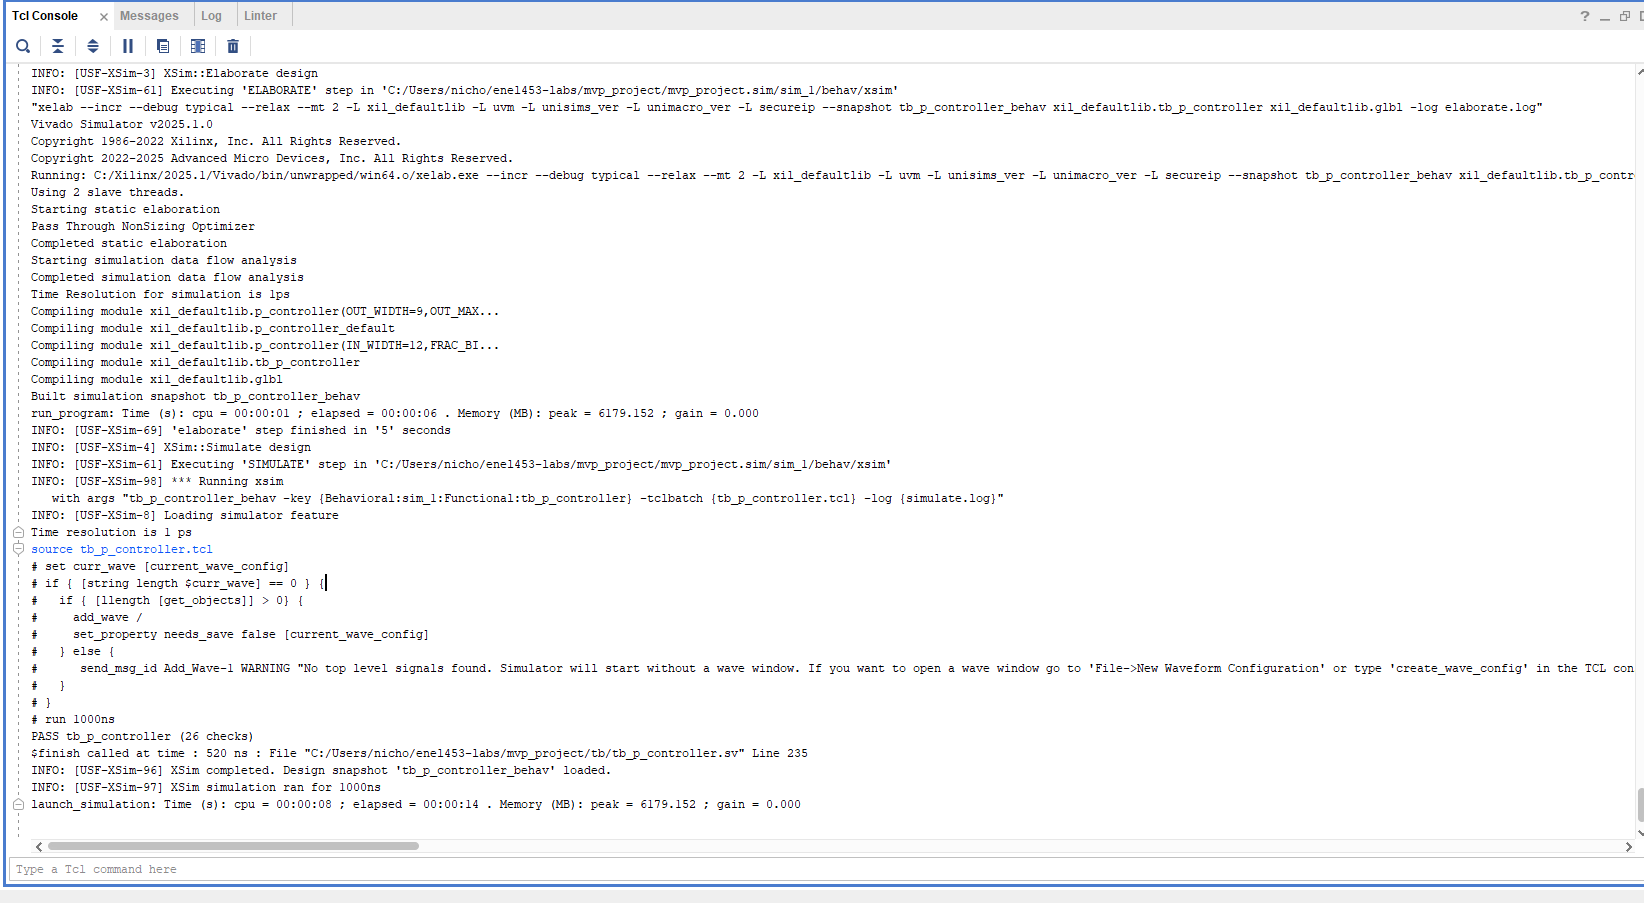 Tcl Console
Messages
Log
Linter
INFO: [USF-XSim-3] XSim::Elaborate design
INFO: [USF-XSim-61] Executing 'ELABORATE' step in 'C:/Users/nicho/enel453-labs/mvp_project/mvp_project.sim/sim_1/behav/xsim'
"xelab --incr --debug typical --relax --mt 2 -L xil_defaultlib -L uvm -L unisims_ver -L unimacro_ver -L secureip --snapshot tb_p_controller_behav xil_defaultlib.tb_p_controller xil_defaultlib.glbl -log elaborate.log"
Vivado Simulator v2025.1.0
Copyright 1986-2022 Xilinx, Inc. All Rights Reserved.
Copyright 2022-2025 Advanced Micro Devices, Inc. All Rights Reserved.
Running: C:/Xilinx/2025.1/Vivado/bin/unwrapped/win64.o/xelab.exe --incr --debug typical --relax --mt 2 -L xil_defaultlib -L uvm -L unisims_ver -L unimacro_ver -L secureip --snapshot tb_p_controller_behav xil_defaultlib.tb_p_contr
Using 2 slave threads.
Starting static elaboration
Pass Through NonSizing Optimizer
Completed static elaboration
Starting simulation data flow analysis
Completed simulation data flow analysis
Time Resolution for simulation is 1ps
Compiling module xil_defaultlib.p_controller(OUT_WIDTH=9,OUT_MAX...
Compiling module xil_defaultlib.p_controller_default
Compiling module xil_defaultlib.p_controller(IN_WIDTH=12,FRAC_BI...
Compiling module xil_defaultlib.tb_p_controller
Compiling module xil_defaultlib.glbl
Built simulation snapshot tb_p_controller_behav
run_program: Time (s): cpu = 00:00:01 ; elapsed = 00:00:06 . Memory (MB): peak = 6179.152 ; gain = 0.000
INFO: [USF-XSim-69] 'elaborate' step finished in '5' seconds
INFO: [USF-XSim-4] XSim::Simulate design
INFO: [USF-XSim-61] Executing 'SIMULATE' step in 'C:/Users/nicho/enel453-labs/mvp_project/mvp_project.sim/sim_1/behav/xsim'
INFO: [USF-XSim-98] *** Running xsim
with args "tb_p_controller_behav -key {Behavioral:sim_1:Functional:tb_p_controller} -tclbatch {tb_p_controller.tcl} -log {simulate.log}"
INFO: [USF-XSim-8] Loading simulator feature
Time resolution is 1 ps
source tb_p_controller.tcl
# set curr_wave [current_wave_config]
# if { [string length $curr_wave] == 0 } {
#   if { [llength [get_objects]] > 0} {
#     add_wave /
#     set_property needs_save false [current_wave_config]
#   } else {
#      send_msg_id Add_Wave-1 WARNING "No top level signals found. Simulator will start without a wave window. If you want to open a wave window go to 'File->New Waveform Configuration' or type 'create_wave_config' in the TCL con
#   }
# }
# run 1000ns
PASS tb_p_controller (26 checks)
$finish called at time : 520 ns : File "C:/Users/nicho/enel453-labs/mvp_project/tb/tb_p_controller.sv" Line 235
INFO: [USF-XSim-96] XSim completed. Design snapshot 'tb_p_controller_behav' loaded.
INFO: [USF-XSim-97] XSim simulation ran for 1000ns
launch_simulation: Time (s): cpu = 00:00:08 ; elapsed = 00:00:14 . Memory (MB): peak = 6179.152 ; gain = 0.000
Type a Tcl command here